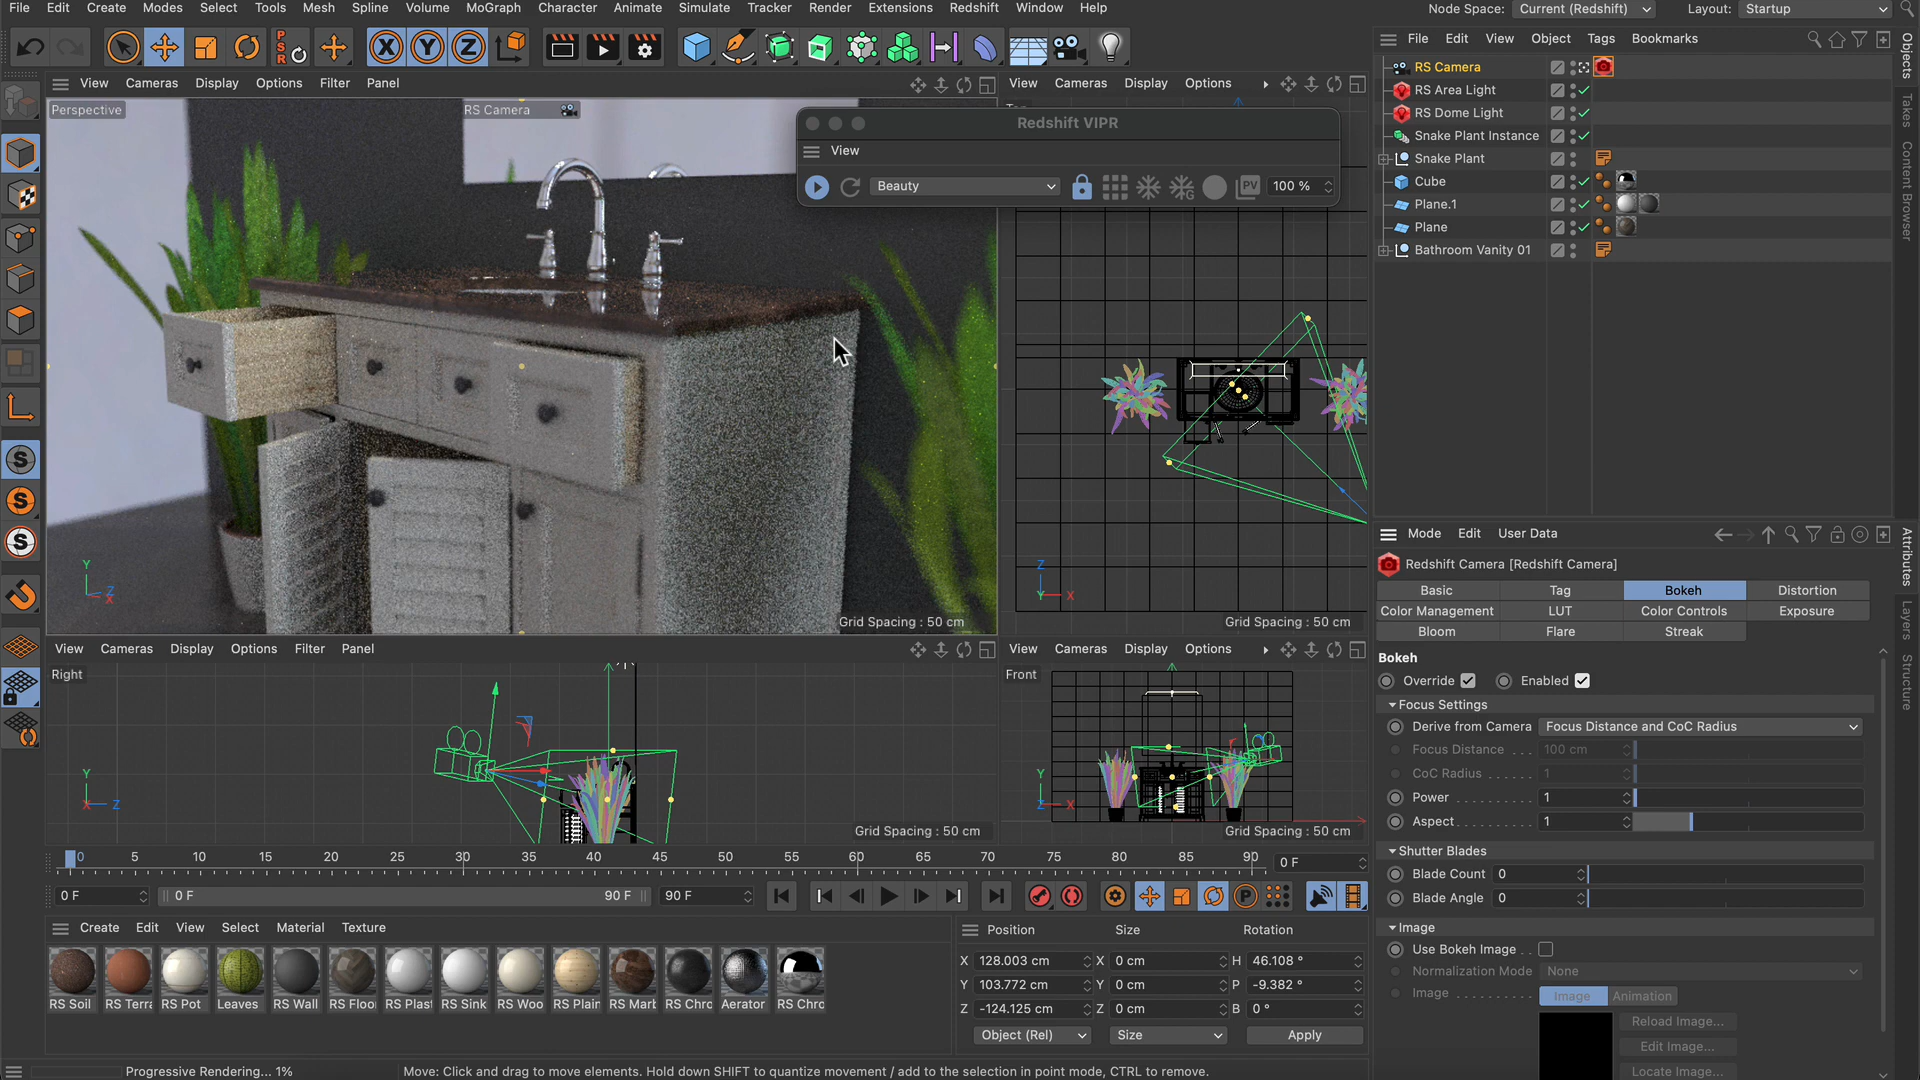 File Edit Create Modes Select Tools Mesh Spline Volume MoGraph Character Animate Simulate Tracker Render Extensions Redshift Window Help
Node Space: Current (Redshift) Layout: Startup
File Edit View Object Tags Bookmarks
Objects
Takes
Content Browser
RS Camera
RS Area Light
RS Dome Light
Snake Plant Instance
Snake Plant
Cube
Plane.1
Plane
Bathroom Vanity 01
View Cameras Display Options Filter Panel
Perspective RS Camera
Grid Spacing : 50 cm
View Cameras Display Options
Redshift VIPR
View
Beauty PV 100 %
Grid Spacing : 50 cm
View Cameras Display Options Filter Panel
Right
Grid Spacing : 50 cm
View Cameras Display Options
Front
Grid Spacing : 50 cm
0 5 10 15 20 25 30 35 40 45 50 55 60 65 70 75 80 85 90 0 F
0 F 0 F 90 F 90 F
Create Edit View Select Material Texture
RS Soil RS Terra RS Pot Leaves RS Wall RS Floor RS Plast RS Sink RS Woo RS Plain RS Mark RS Chro Aerator RS Chro
Position Size Rotation
X 128.003 cm X 0 cm H 46.108 °
Y 103.772 cm Y 0 cm P -9.382 °
Z -124.125 cm Z 0 cm B 0 °
Object (Rel) Size Apply
Mode Edit User Data
Attributes
Layers
Structure
Redshift Camera [Redshift Camera]
Basic Tag Bokeh Distortion
Color Management LUT Color Controls Exposure
Bloom Flare Streak
Bokeh
Override Enabled
Focus Settings
Derive from Camera Focus Distance and CoC Radius
Focus Distance 100 cm
CoC Radius 1
Power 1
Aspect 1
Shutter Blades
Blade Count 0
Blade Angle 0
Image
Use Bokeh Image
Normalization Mode None
Image Image Animation
Reload Image...
Edit Image...
Locate Image...
Progressive Rendering... 1% Move: Click and drag to move elements. Hold down SHIFT to quantize movement / add to the selection in point mode, CTRL to remove.